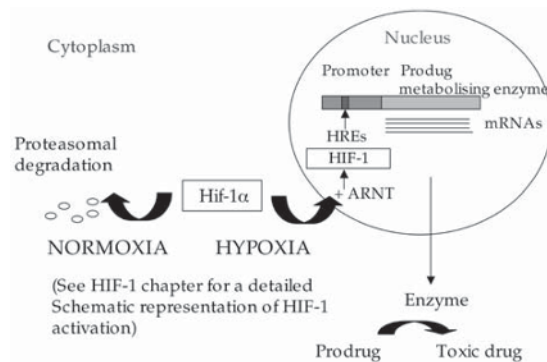 Cytoplasm
Nucleus
Promoter
Produg
metabolising enzyme
mRNAs
HREs
HIF-1
+ ARNT
Proteasomal
degradation
Hif-1α
NORMOXIA
HYPOXIA
(See HIF-1 chapter for a detailed
Schematic representation of HIF-1
activation)
Enzyme
Prodrug
Toxic drug